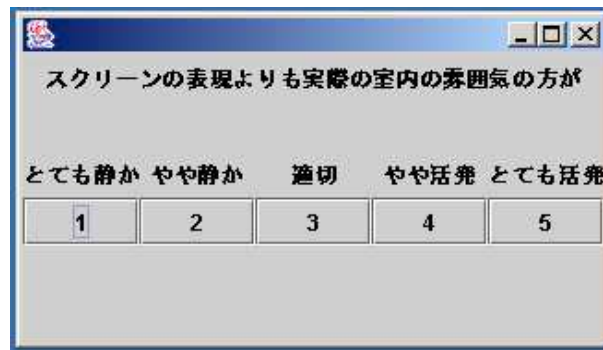 スクリーンの表現よりも実際の室内の雰囲気の方が
とても静か やや静か 適切 やや活発 とても活発
1 2 3 4 5